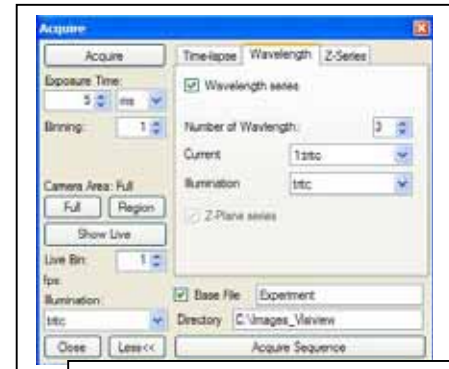 Acquire
Acquire
Exposure Time:
5 ms
Binning: 1
Camera Area: Full
Full Region
Show Live
Live Bin: 1
fps:
Illumination:
tritc
Close Less<<
Time-lapse Wavelength Z-Series
Wavelength series
Number of Wavlength: 3
Current 1:tritc
Illumination tritc
Z-Plane series
Base File Experiment
Directory C:\Images_Visiview
Acquire Sequence